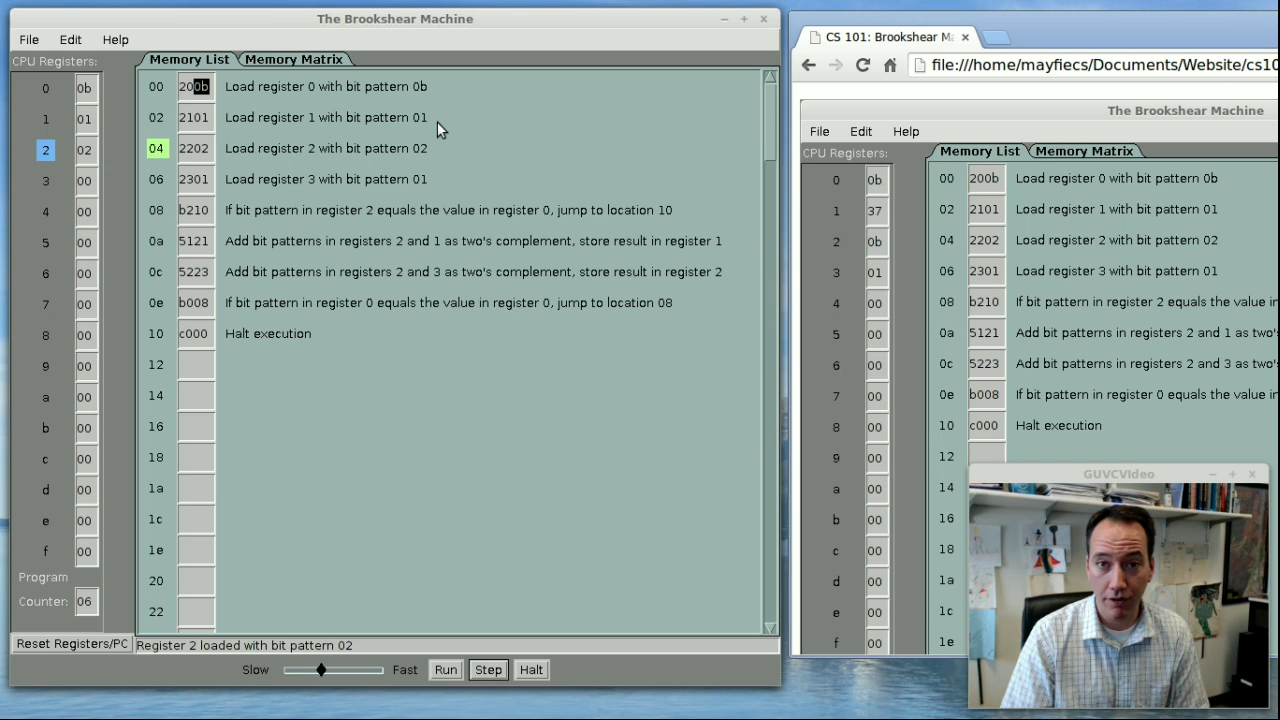 The Brookshear Machine
File Edit Help
CPU Registers:
Memory List Memory Matrix
0 0b
1 01
2 02
3 00
4 00
5 00
6 00
7 00
8 00
9 00
a 00
b 00
c 00
d 00
e 00
f 00
Program
Counter: 06
Reset Registers/PC
00 200b Load register 0 with bit pattern 0b
02 2101 Load register 1 with bit pattern 01
04 2202 Load register 2 with bit pattern 02
06 2301 Load register 3 with bit pattern 01
08 b210 If bit pattern in register 2 equals the value in register 0, jump to location 10
0a 5121 Add bit patterns in registers 2 and 1 as two's complement, store result in register 1
0c 5223 Add bit patterns in registers 2 and 3 as two's complement, store result in register 2
0e b008 If bit pattern in register 0 equals the value in register 0, jump to location 08
10 c000 Halt execution
12
14
16
18
1a
1c
1e
20
22
Register 2 loaded with bit pattern 02
Slow Fast Run Step Halt
CS 101: Brookshear Ma
file:///home/mayfiecs/Documents/Website/cs10
The Brookshear Machine
File Edit Help
CPU Registers:
Memory List Memory Matrix
0 0b
1 37
2 0b
3 01
4 00
5 00
6 00
7 00
8 00
9 00
a 00
b 00
c 00
d 00
e 00
f 00
00 200b Load register 0 with bit pattern 0b
02 2101 Load register 1 with bit pattern 01
04 2202 Load register 2 with bit pattern 02
06 2301 Load register 3 with bit pattern 01
08 b210 If bit pattern in register 2 equals the value in
0a 5121 Add bit patterns in registers 2 and 1 as two's
0c 5223 Add bit patterns in registers 2 and 3 as two's
0e b008 If bit pattern in register 0 equals the value in
10 c000 Halt execution
12
14
16
18
1a
1c
1e
GUVCVideo